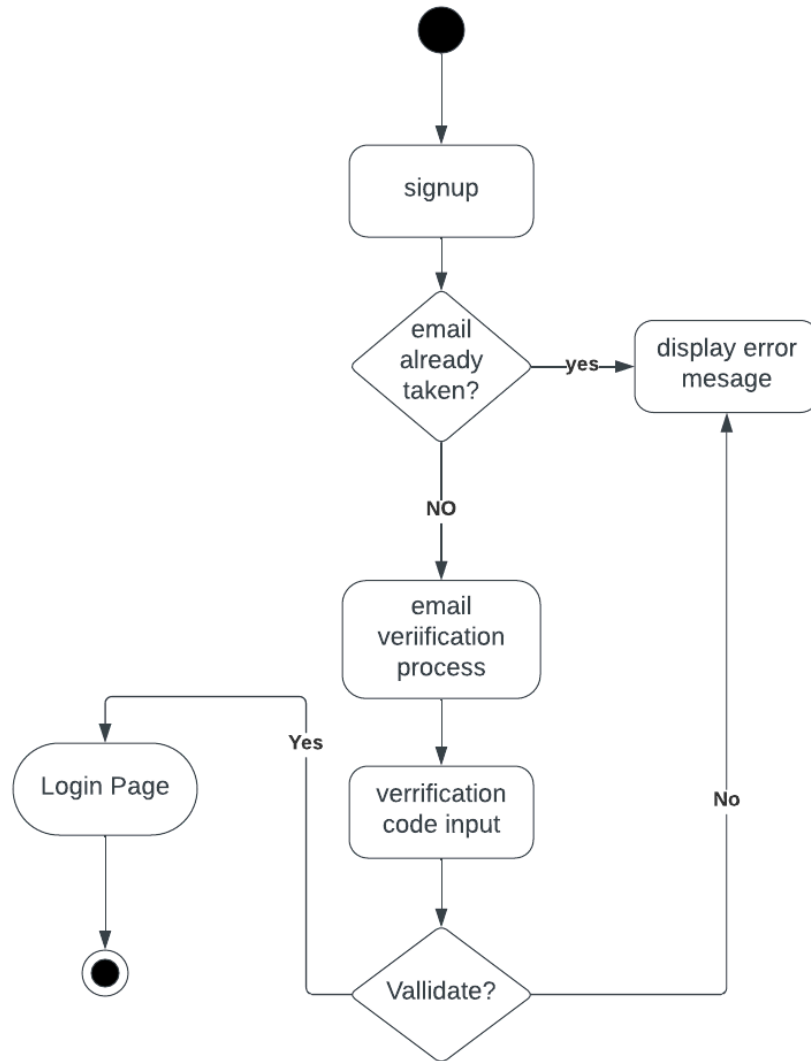 signup
email
already
taken?
yes
display error
mesage
NO
email
veriification
process
Yes
Login Page
verrification
code input
No
Vallidate?